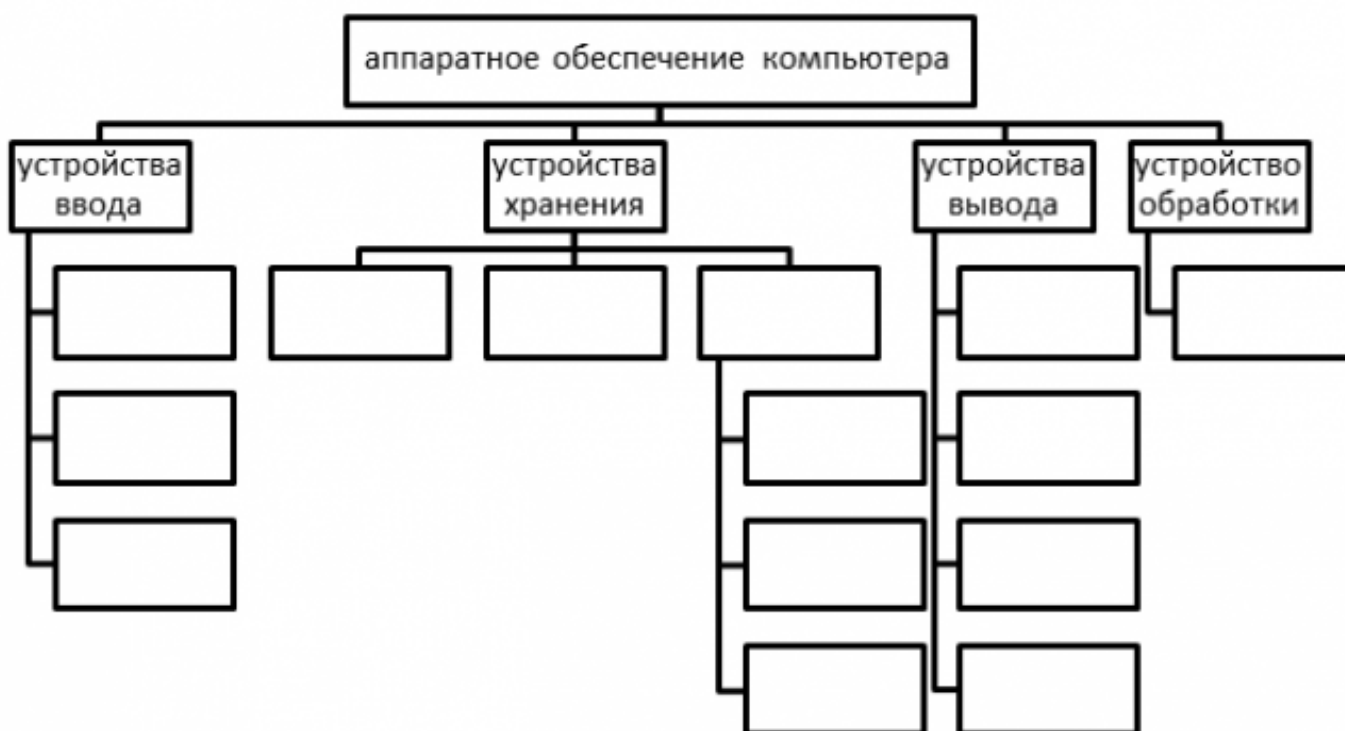 аппаратное обеспечение компьютера
устройства
ввода
устройства
хранения
устройства
вывода
устройство
обработки